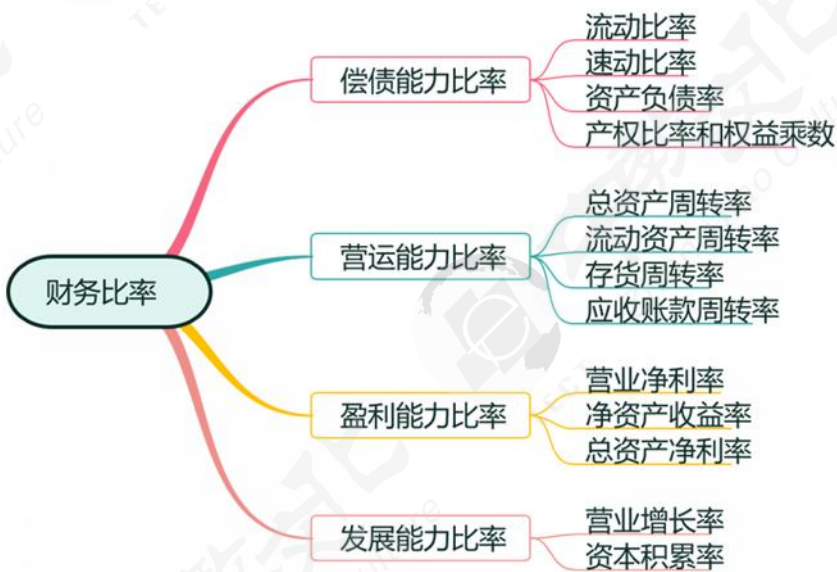 财务比率
偿债能力比率
流动比率
速动比率
资产负债率
产权比率和权益乘数
营运能力比率
总资产周转率
流动资产周转率
存货周转率
应收账款周转率
盈利能力比率
营业净利率
净资产收益率
总资产净利率
发展能力比率
营业增长率
资本积累率